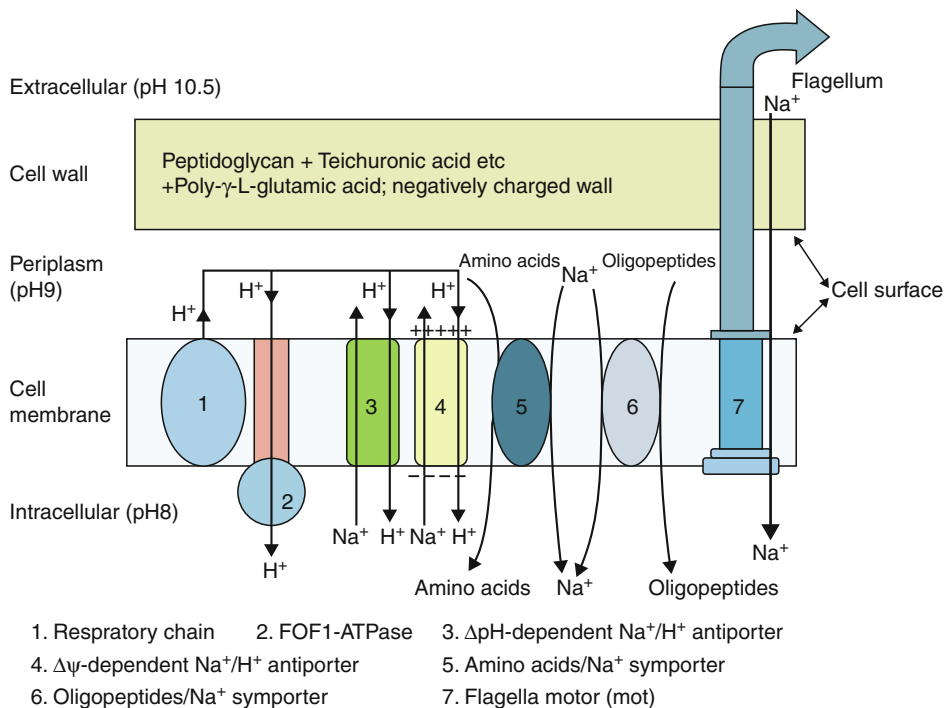 Extracellular (pH 10.5)
Flagellum
Na⁺
Cell wall
Peptidoglycan + Teichuronic acid etc
+Poly-γ-L-glutamic acid; negatively charged wall
Periplasm
(pH9)
H⁺
H⁺
H⁺
H⁺
Amino acids
Na⁺
Oligopeptides
Cell surface
+++++
Cell
membrane
1
3
4
5
6
7
– – – – –
Intracellular (pH8)
2
H⁺
Na⁺
H⁺
Na⁺
H⁺
Amino acids
Na⁺
Oligopeptides
Na⁺
1. Respratory chain
2. FOF1-ATPase
3. ΔpH-dependent Na⁺/H⁺ antiporter
4. Δψ-dependent Na⁺/H⁺ antiporter
5. Amino acids/Na⁺ symporter
6. Oligopeptides/Na⁺ symporter
7. Flagella motor (mot)